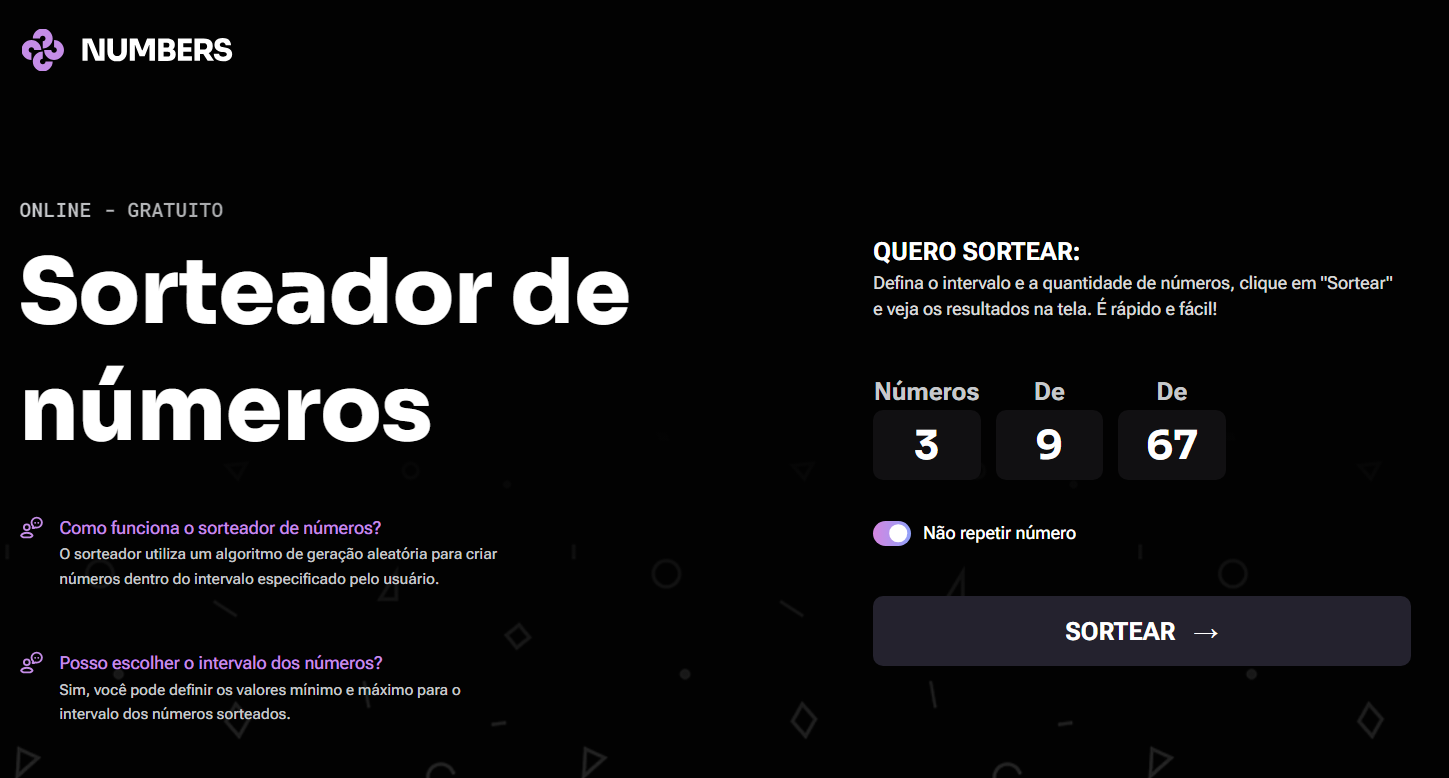 NUMBERS
ONLINE - GRATUITO
Sorteador de
números
Como funciona o sorteador de números?
O sorteador utiliza um algoritmo de geração aleatória para criar
números dentro do intervalo especificado pelo usuário.
Posso escolher o intervalo dos números?
Sim, você pode definir os valores mínimo e máximo para o
intervalo dos números sorteados.
QUERO SORTEAR:
Defina o intervalo e a quantidade de números, clique em "Sortear"
e veja os resultados na tela. É rápido e fácil!
Números De De
3 9 67
Não repetir número
SORTEAR →